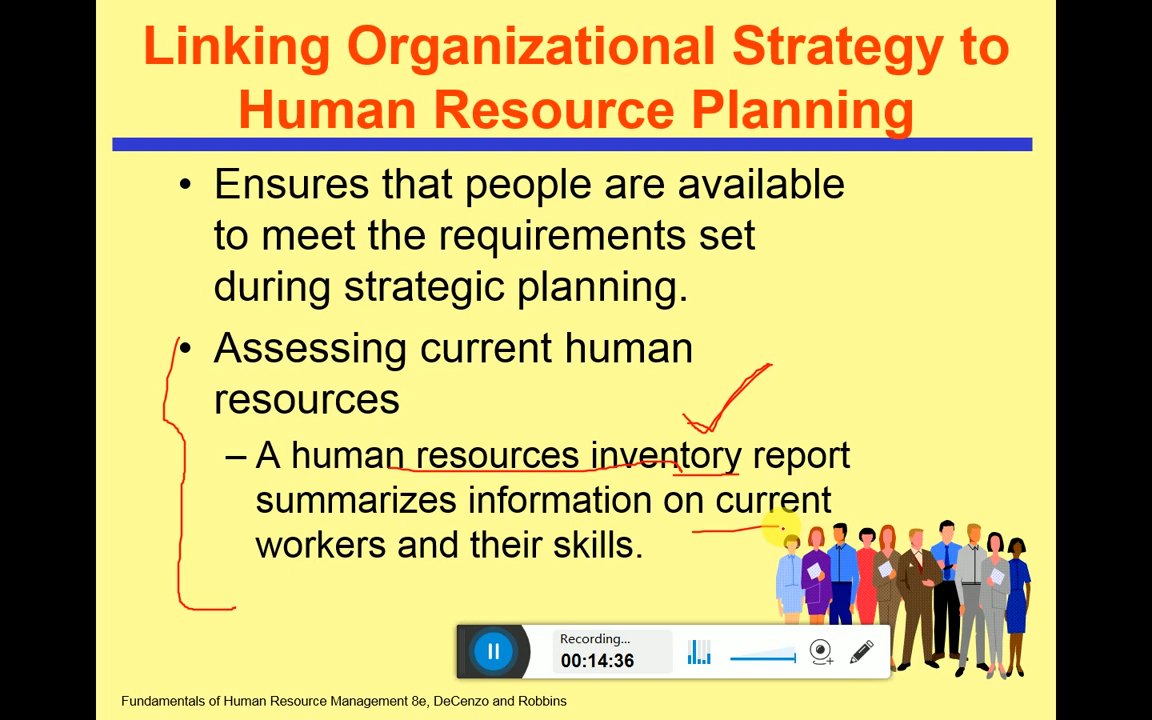 Linking Organizational Strategy to
Human Resource Planning
• Ensures that people are available
to meet the requirements set
during strategic planning.
• Assessing current human
resources
– A human resources inventory report
summarizes information on current
workers and their skills.
Recording...
00:14:36
Fundamentals of Human Resource Management 8e, DeCenzo and Robbins